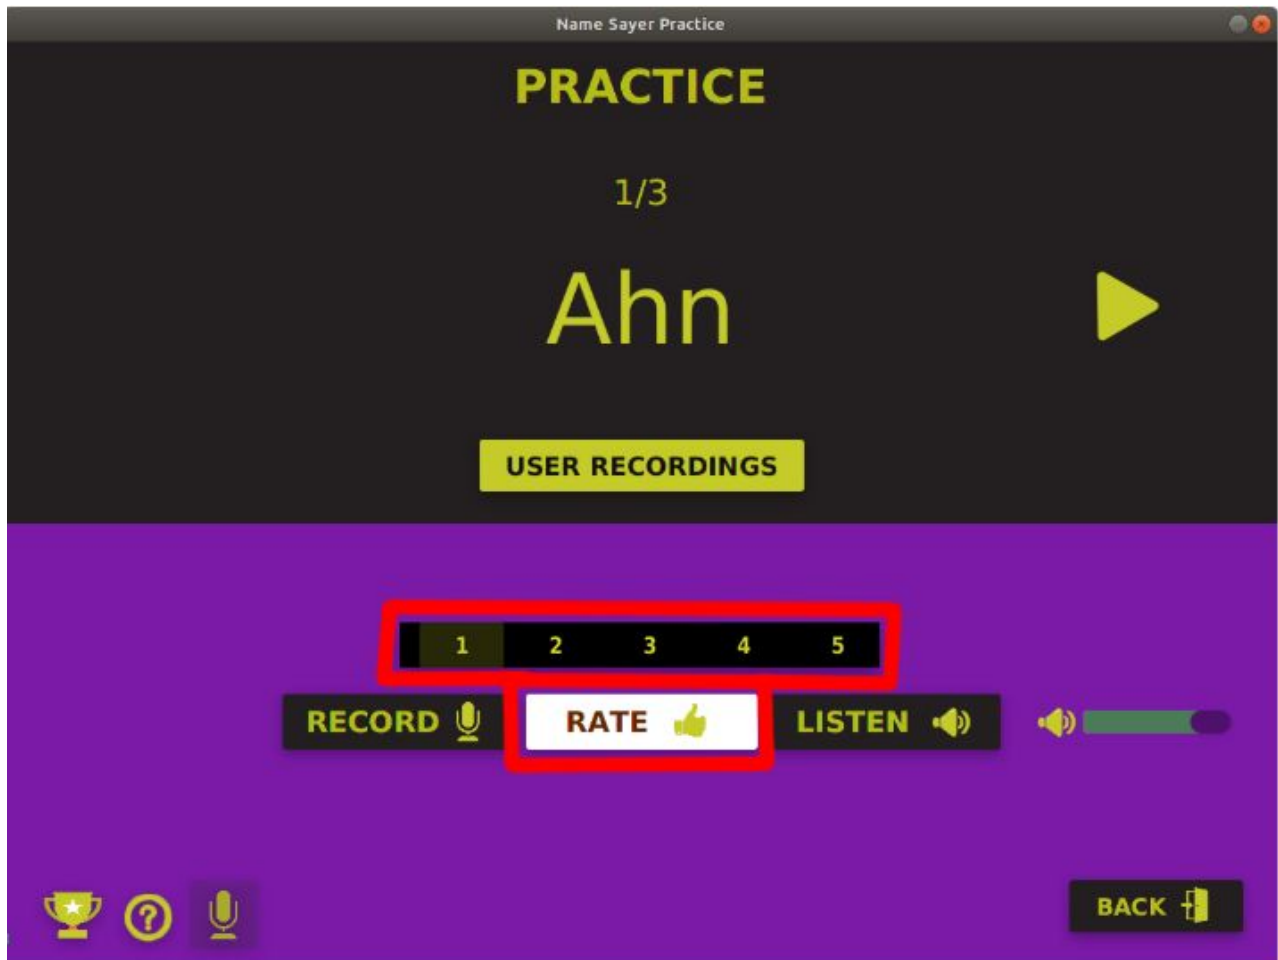 Name Sayer Practice
PRACTICE
1/3
Ahn
USER RECORDINGS
1 2 3 4 5
RECORD RATE LISTEN
?
BACK